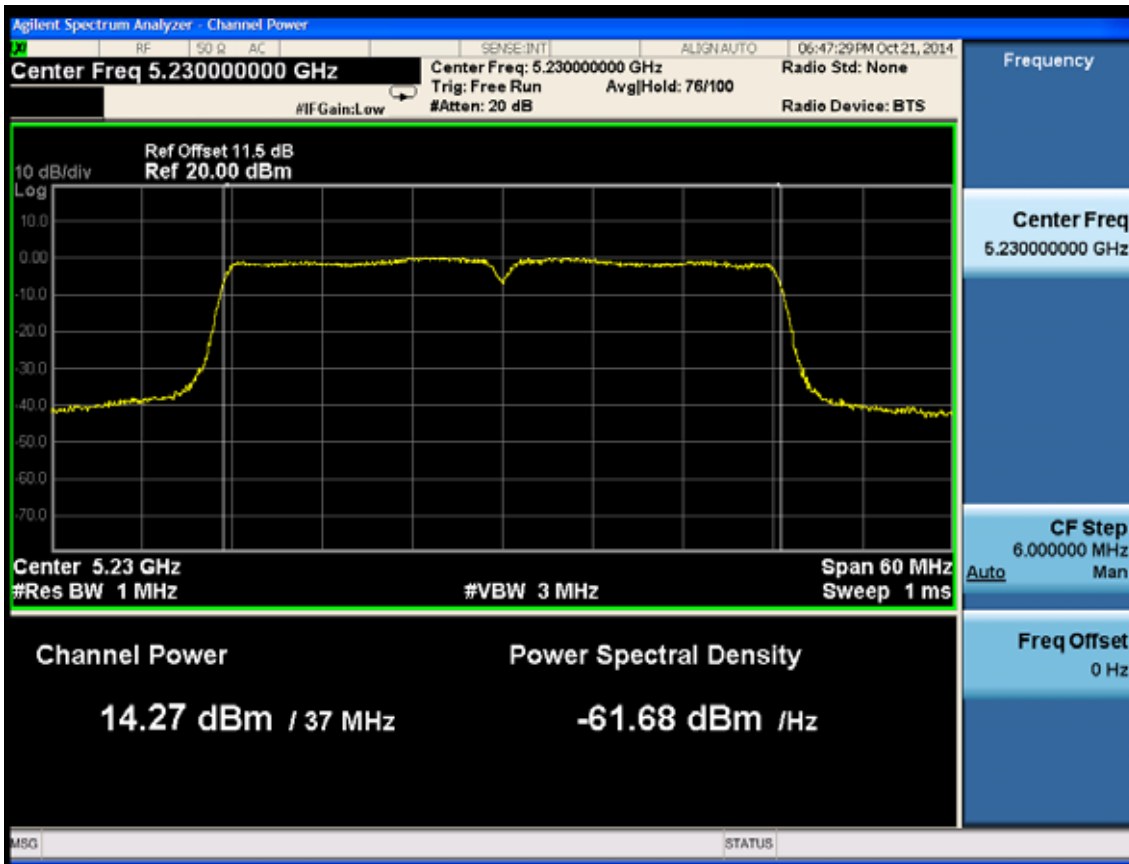 Agilent Spectrum Analyzer - Channel Power
RF 50 Ω AC SENSE:INT ALIGN AUTO 06:47:29 PM Oct 21, 2014
Center Freq 5.230000000 GHz
Center Freq: 5.230000000 GHz
Radio Std: None
Trig: Free Run Avg|Hold: 76/100
#IFGain:Low
#Atten: 20 dB
Radio Device: BTS
Ref Offset 11.5 dB
10 dB/div Ref 20.00 dBm
Log
10.0
0.00
-10.0
-20.0
-30.0
-40.0
-50.0
-60.0
-70.0
Center 5.23 GHz Span 60 MHz
#Res BW 1 MHz #VBW 3 MHz Sweep 1 ms
Channel Power Power Spectral Density
14.27 dBm / 37 MHz -61.68 dBm /Hz
Frequency
Center Freq
5.230000000 GHz
CF Step
6.000000 MHz
Auto Man
Freq Offset
0 Hz
MSG STATUS